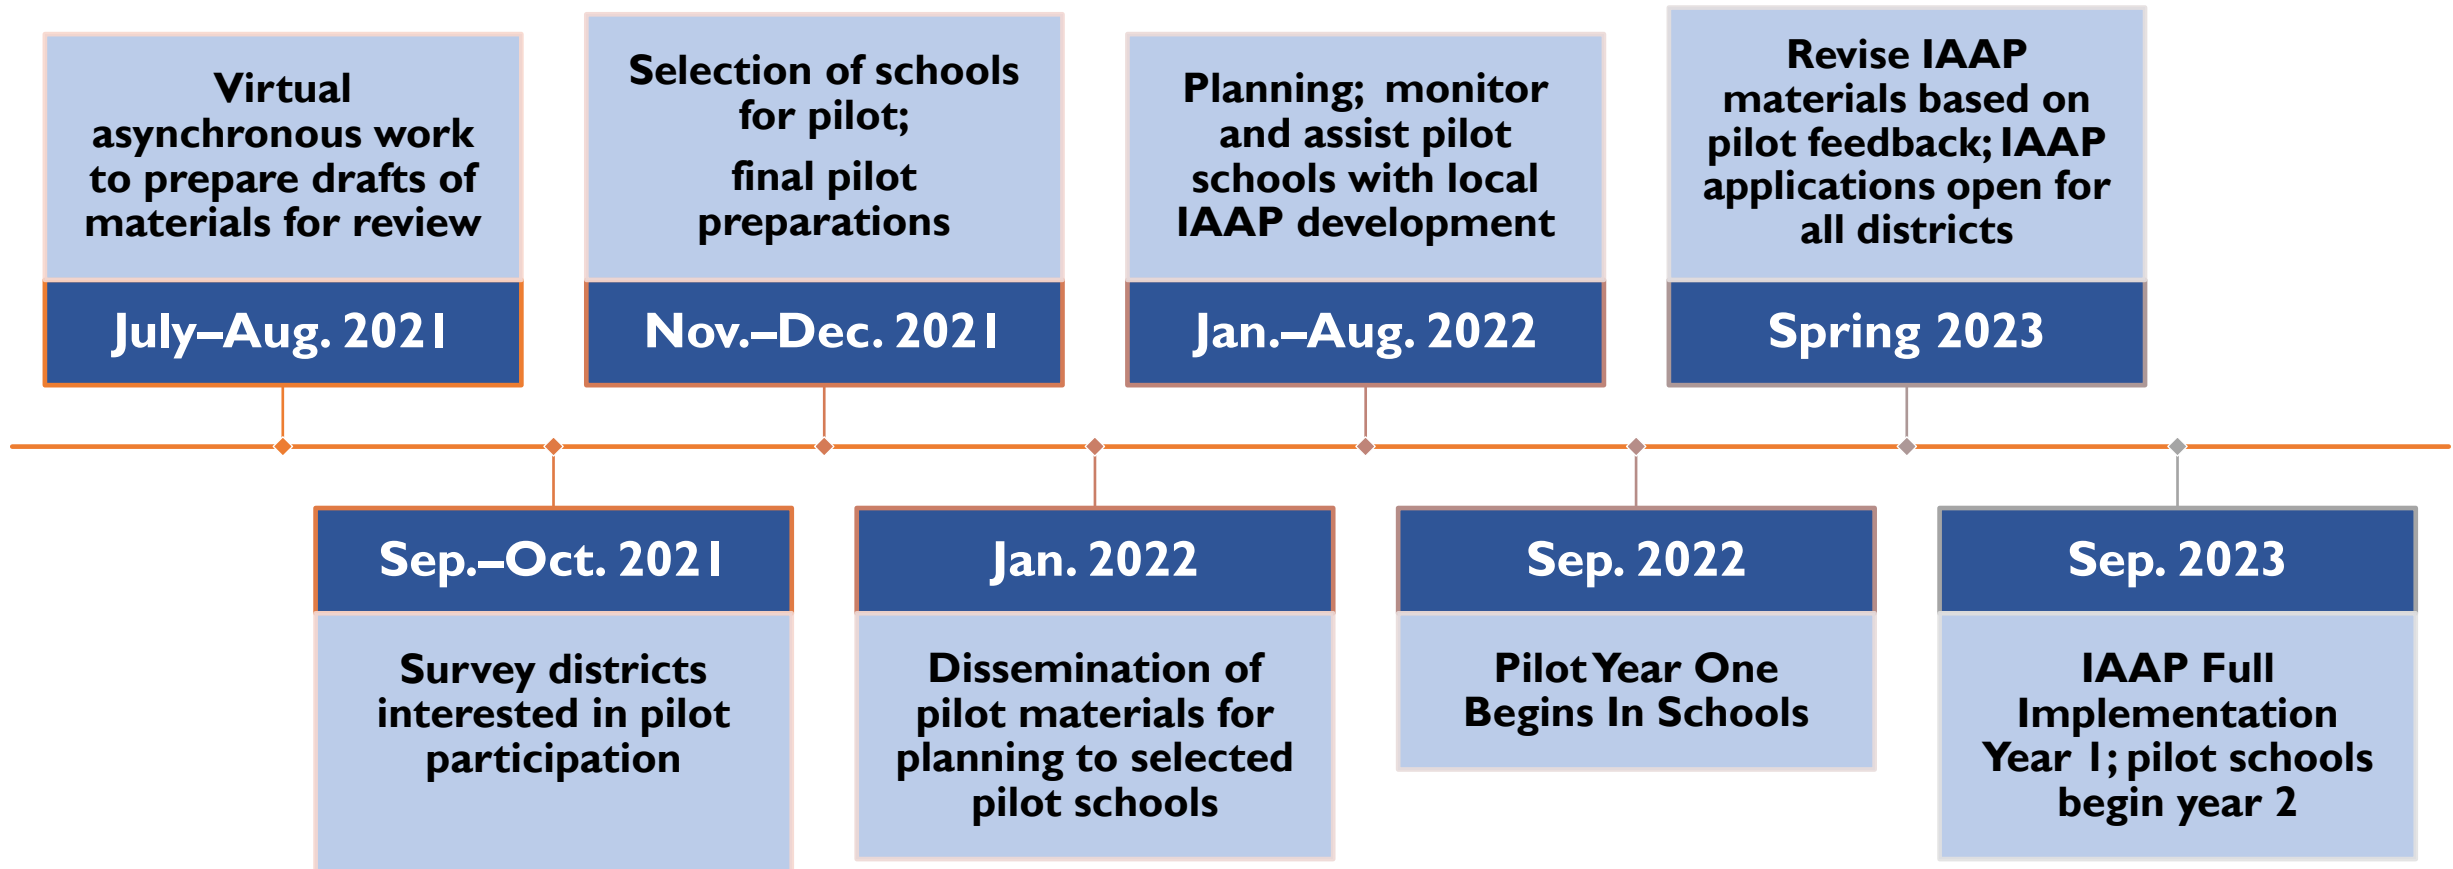 Virtual
asynchronous work
to prepare drafts of
materials for review
July–Aug. 2021
Sep.–Oct. 2021
Survey districts
interested in pilot
participation
Selection of schools
for pilot;
final pilot
preparations
Nov.–Dec. 2021
Jan. 2022
Dissemination of
pilot materials for
planning to selected
pilot schools
Planning; monitor
and assist pilot
schools with local
IAAP development
Jan.–Aug. 2022
Sep. 2022
Pilot Year One
Begins In Schools
Revise IAAP
materials based on
pilot feedback; IAAP
applications open for
all districts
Spring 2023
Sep. 2023
IAAP Full
Implementation
Year 1; pilot schools
begin year 2